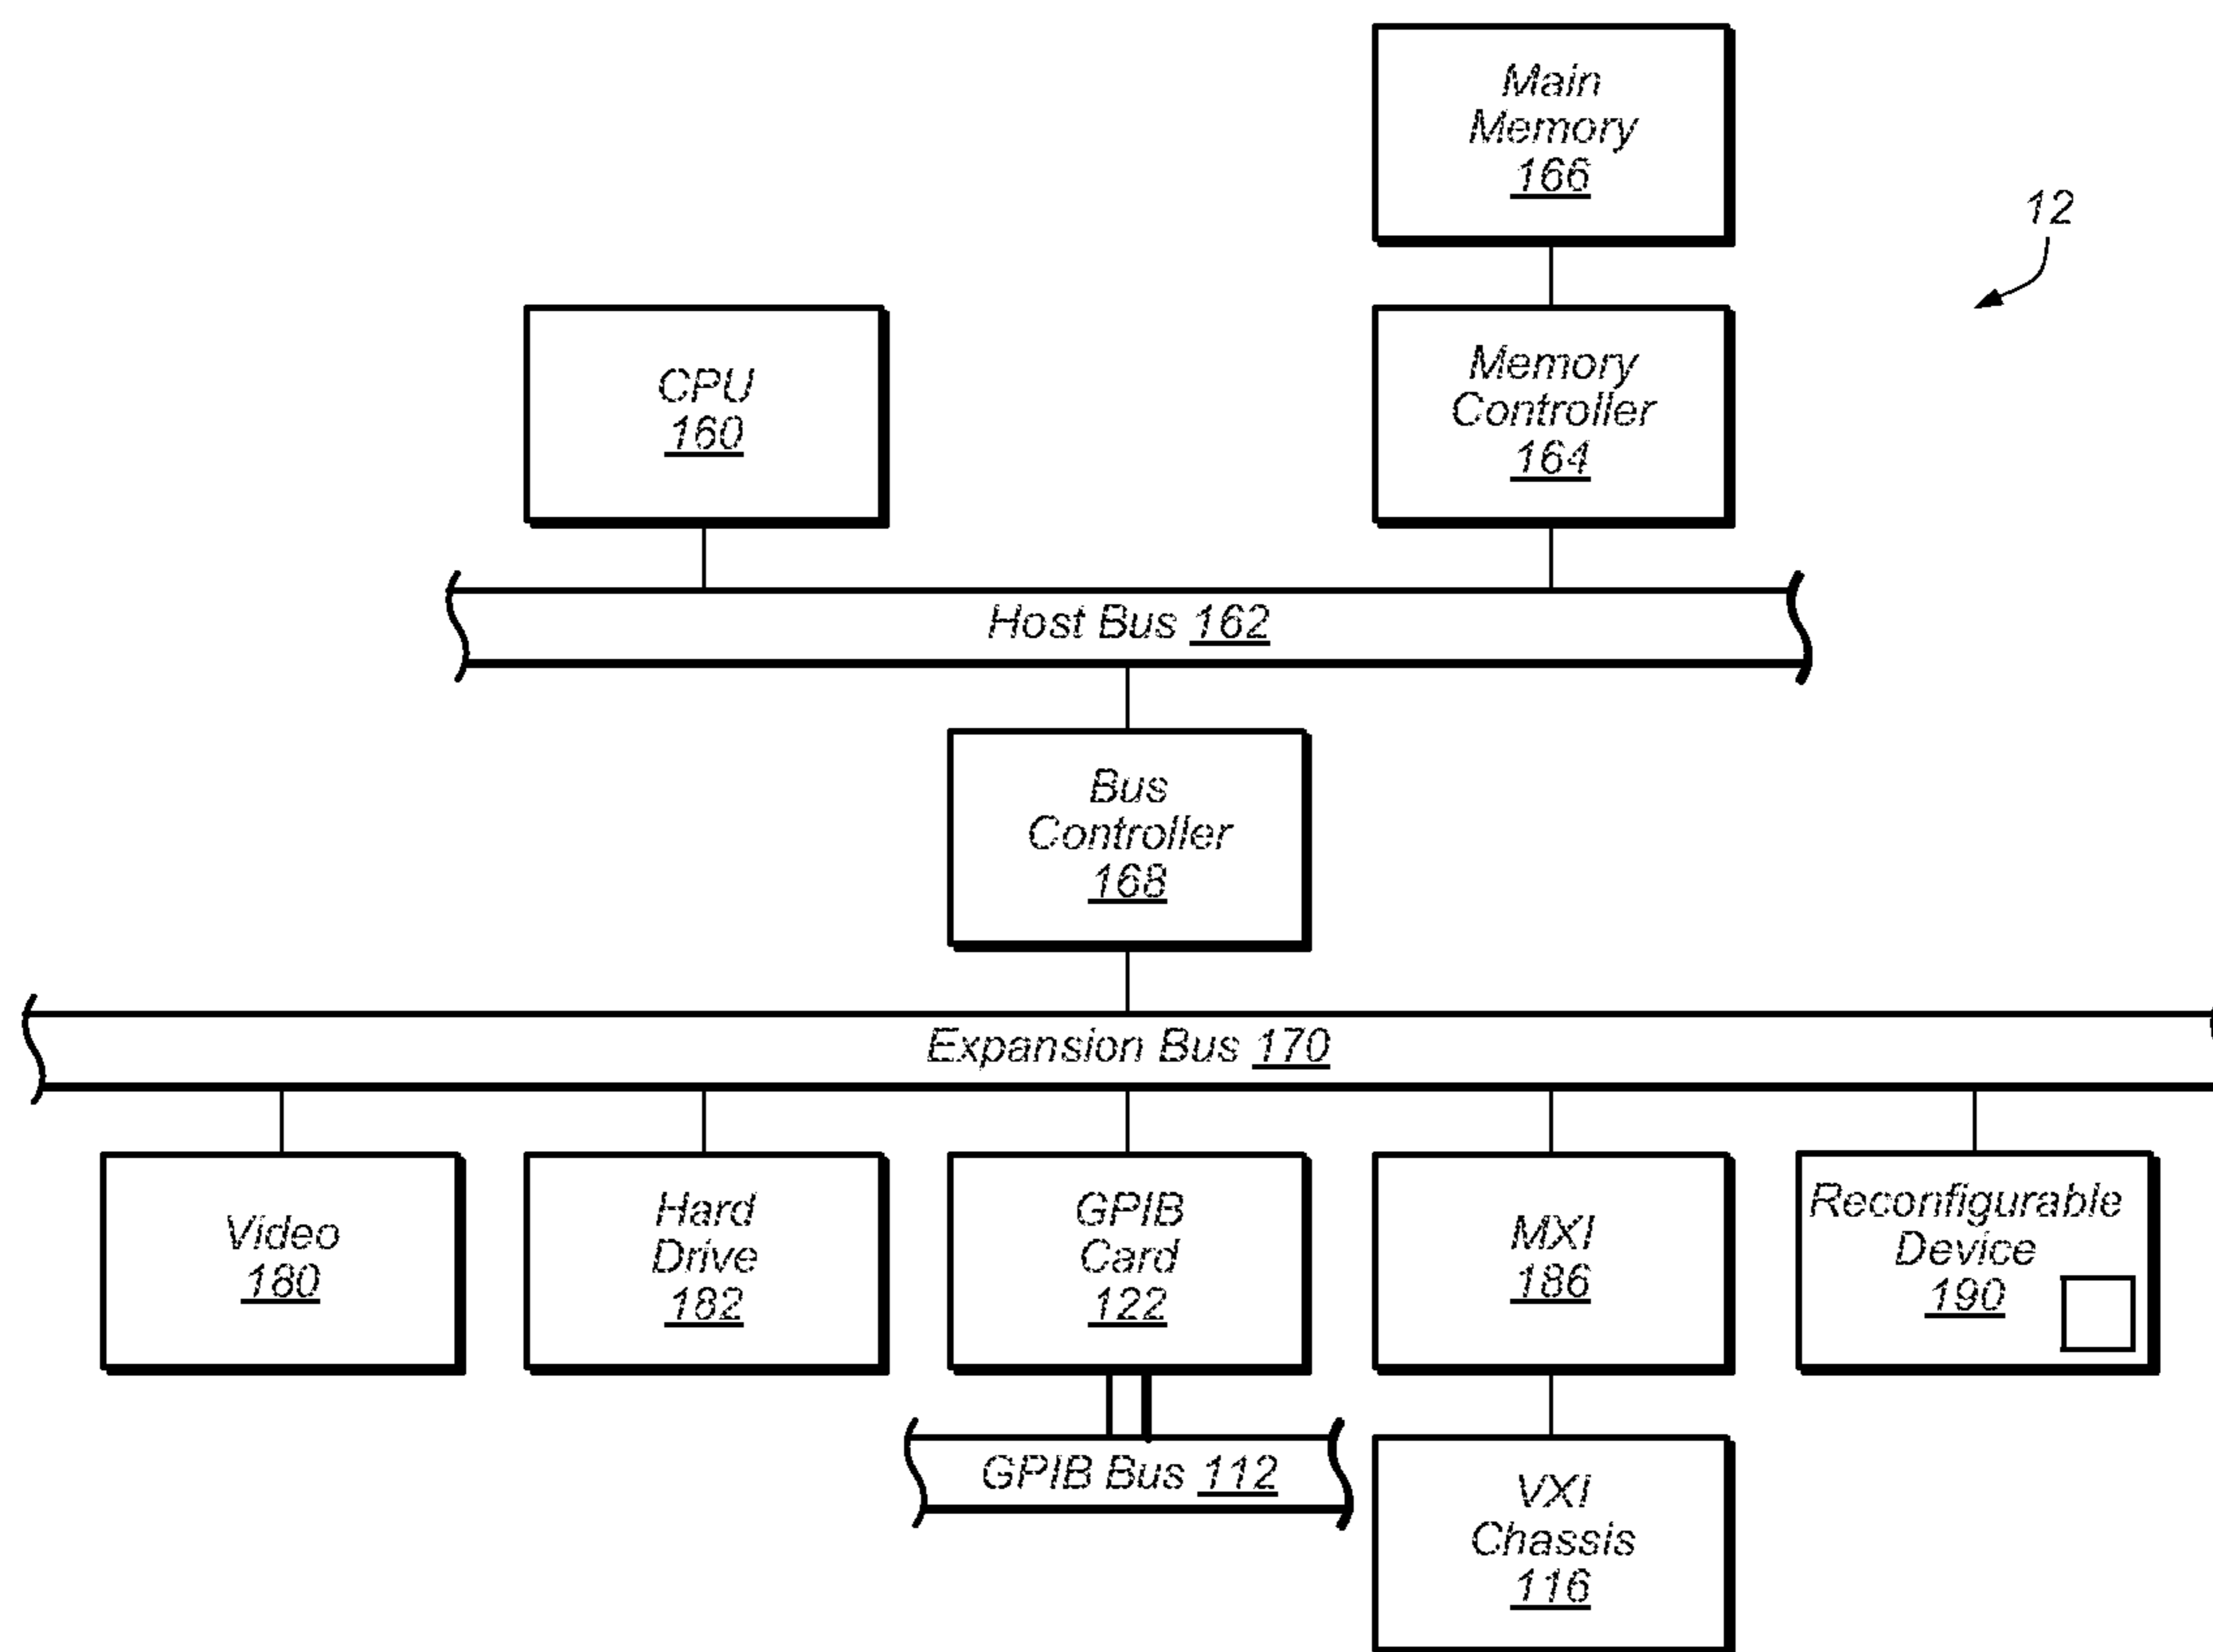 Main
Memory
166
12
CPU
160
Memory
Controller
164
Host Bus 162
Bus
Controller
168
Expansion Bus 170
Video
180
Hard
Drive
182
GPIB
Card
122
MXI
186
Reconfigurable
Device
190
GPIB Bus 112
VXI
Chassis
116